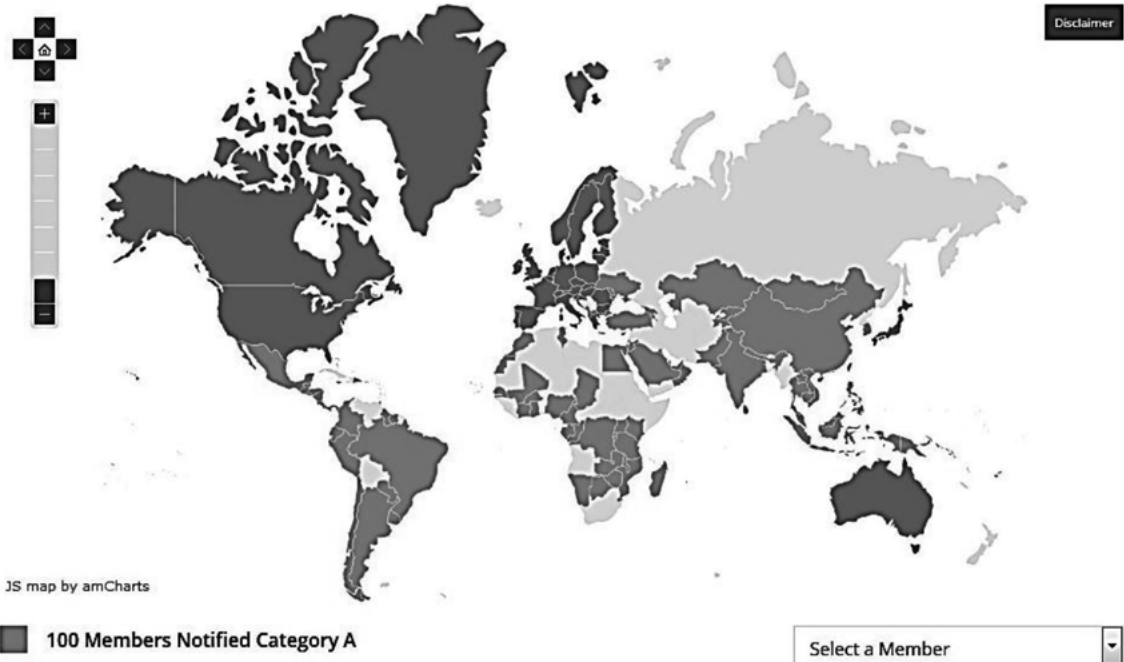 Disclaimer
+
−
JS map by amCharts
100 Members Notified Category A
Select a Member